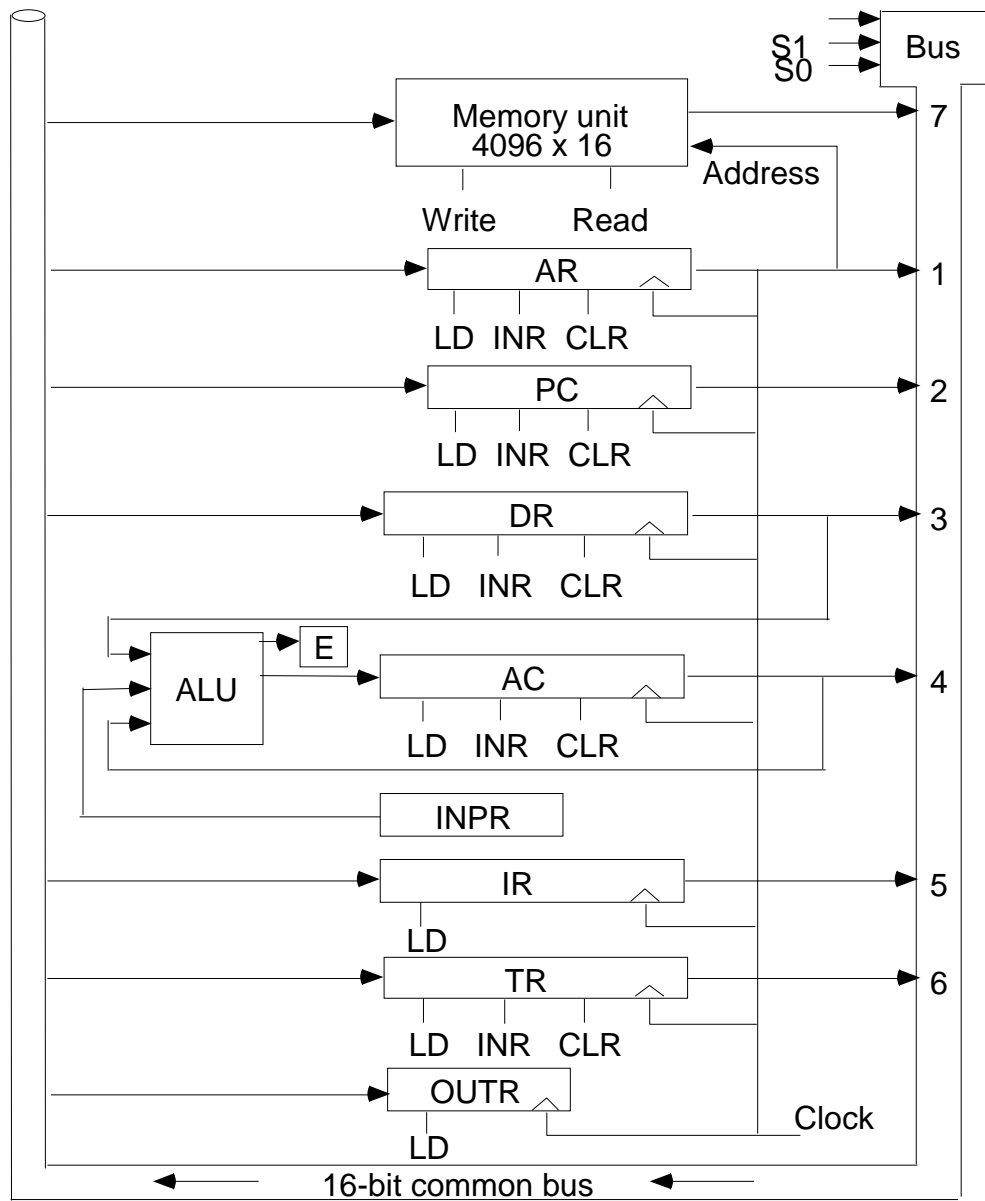 S1
S0
Bus
Memory unit
4096 x 16
7
Address
Write Read
AR
1
LD INR CLR
PC
2
LD INR CLR
DR
3
LD INR CLR
E
ALU
AC
4
LD INR CLR
INPR
IR
5
LD
TR
6
LD INR CLR
OUTR
Clock
LD
16-bit common bus